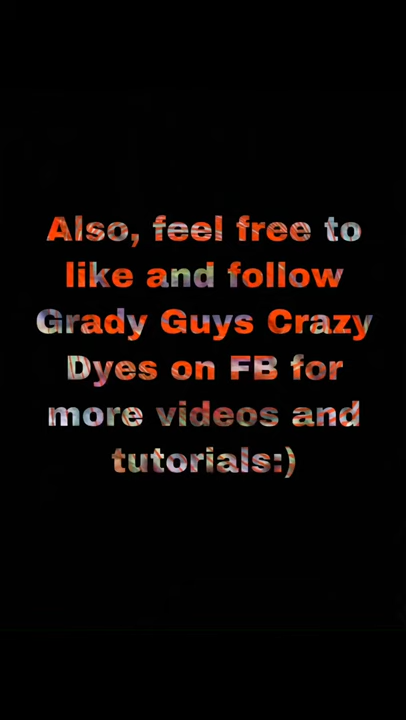 Also, feel free to
like and follow
Grady Guys Crazy
Dyes on FB for
more videos and
tutorials:)